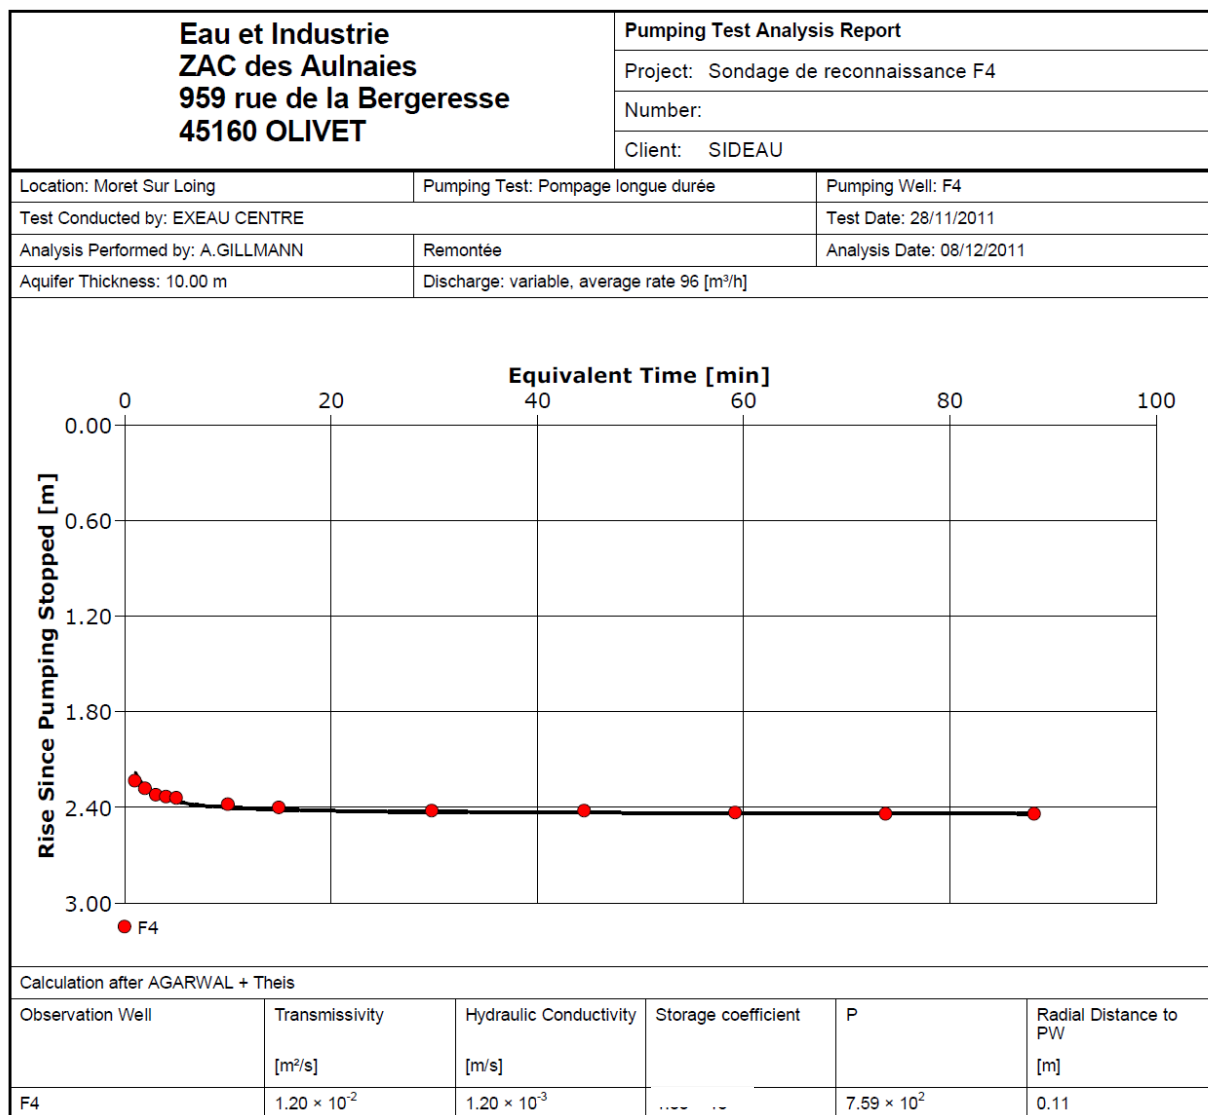 Eau et Industrie
ZAC des Aulnaies
959 rue de la Bergeresse
45160 OLIVET
Pumping Test Analysis Report
Project: Sondage de reconnaissance F4
Number:
Client: SIDEAU
Location: Moret Sur Loing
Pumping Test: Pompage longue durée
Pumping Well: F4
Test Conducted by: EXEAU CENTRE
Test Date: 28/11/2011
Analysis Performed by: A.GILLMANN
Remontée
Analysis Date: 08/12/2011
Aquifer Thickness: 10.00 m
Discharge: variable, average rate 96 [m³/h]
Equivalent Time [min]
0 20 40 60 80 100
Rise Since Pumping Stopped [m]
0.00
0.60
1.20
1.80
2.40
3.00
F4
Calculation after AGARWAL + Theis
Observation Well
Transmissivity
[m²/s]
Hydraulic Conductivity
[m/s]
Storage coefficient
P
Radial Distance to
PW
[m]
F4
1.20 × 10⁻²
1.20 × 10⁻³
7.59 × 10²
0.11